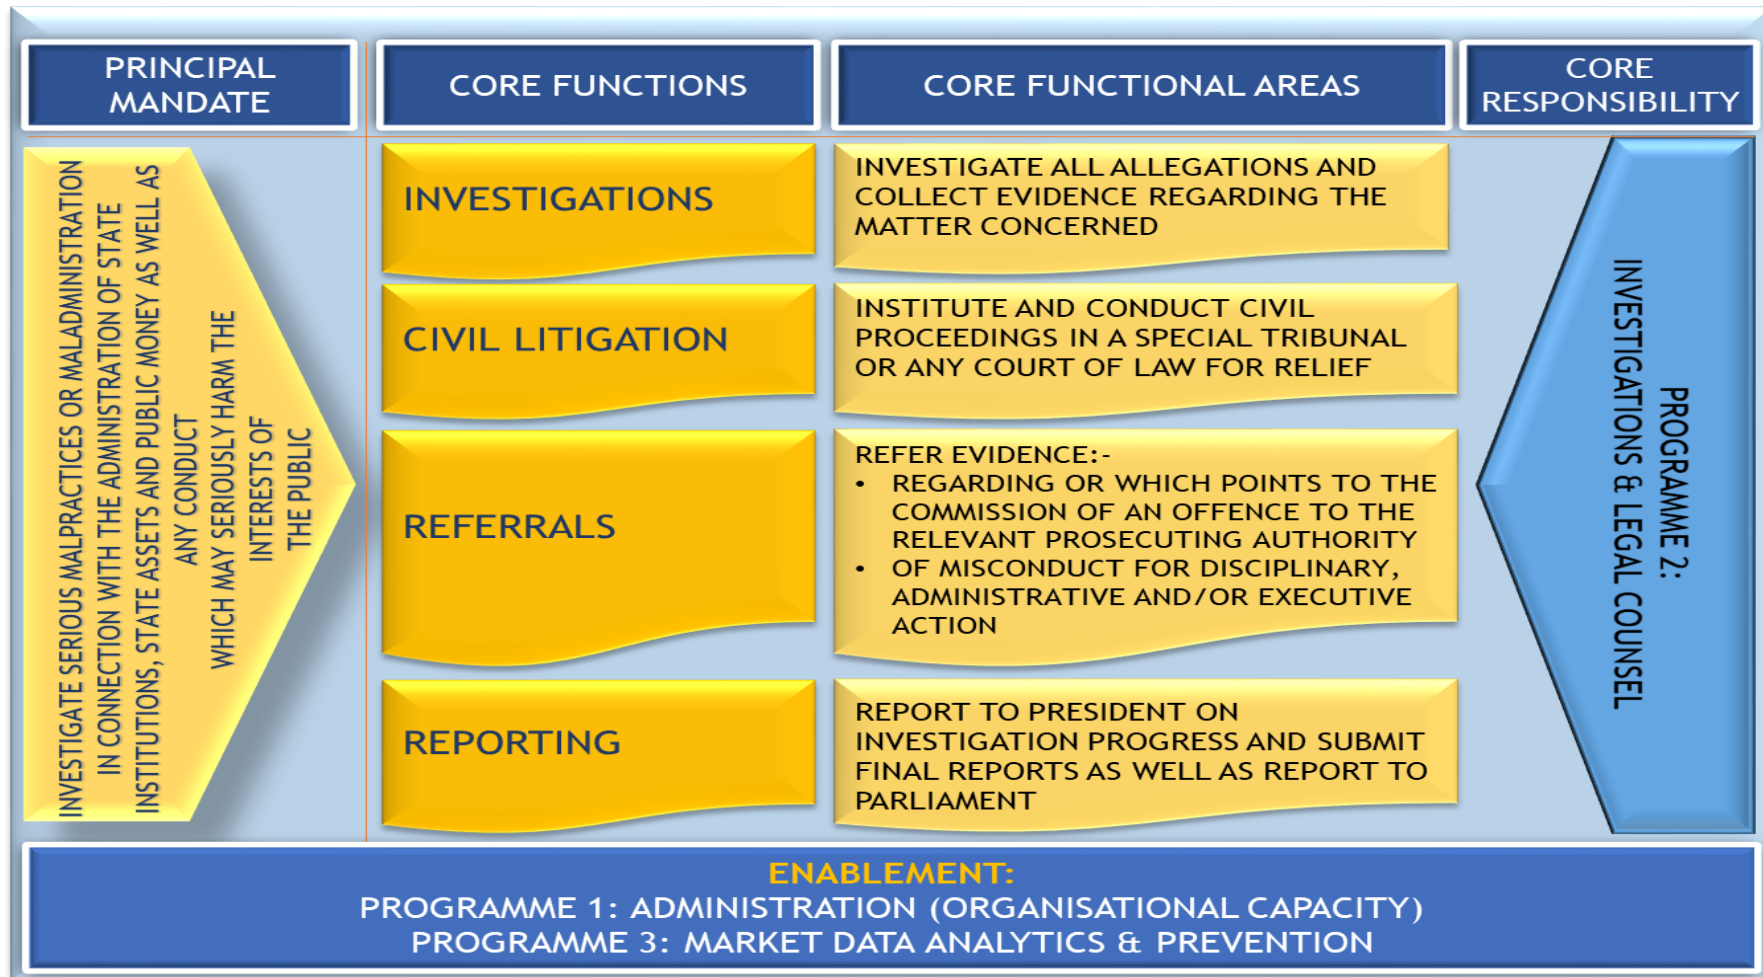 PRINCIPAL
MANDATE
CORE FUNCTIONS
CORE FUNCTIONAL AREAS
CORE
RESPONSIBILITY
INVESTIGATE SERIOUS MALPRACTICES OR MALADMINISTRATION
IN CONNECTION WITH THE ADMINISTRATION OF STATE
INSTITUTIONS, STATE ASSETS AND PUBLIC MONEY AS WELL AS
ANY CONDUCT
WHICH MAY SERIOUSLY HARM THE
INTERESTS OF
THE PUBLIC
INVESTIGATIONS
INVESTIGATE ALL ALLEGATIONS AND
COLLECT EVIDENCE REGARDING THE
MATTER CONCERNED
CIVIL LITIGATION
INSTITUTE AND CONDUCT CIVIL
PROCEEDINGS IN A SPECIAL TRIBUNAL
OR ANY COURT OF LAW FOR RELIEF
REFERRALS
REFER EVIDENCE:-
• REGARDING OR WHICH POINTS TO THE
COMMISSION OF AN OFFENCE TO THE
RELEVANT PROSECUTING AUTHORITY
• OF MISCONDUCT FOR DISCIPLINARY,
ADMINISTRATIVE AND/OR EXECUTIVE
ACTION
REPORTING
REPORT TO PRESIDENT ON
INVESTIGATION PROGRESS AND SUBMIT
FINAL REPORTS AS WELL AS REPORT TO
PARLIAMENT
PROGRAMME 2:
INVESTIGATIONS & LEGAL COUNSEL
ENABLEMENT:
PROGRAMME 1: ADMINISTRATION (ORGANISATIONAL CAPACITY)
PROGRAMME 3: MARKET DATA ANALYTICS & PREVENTION